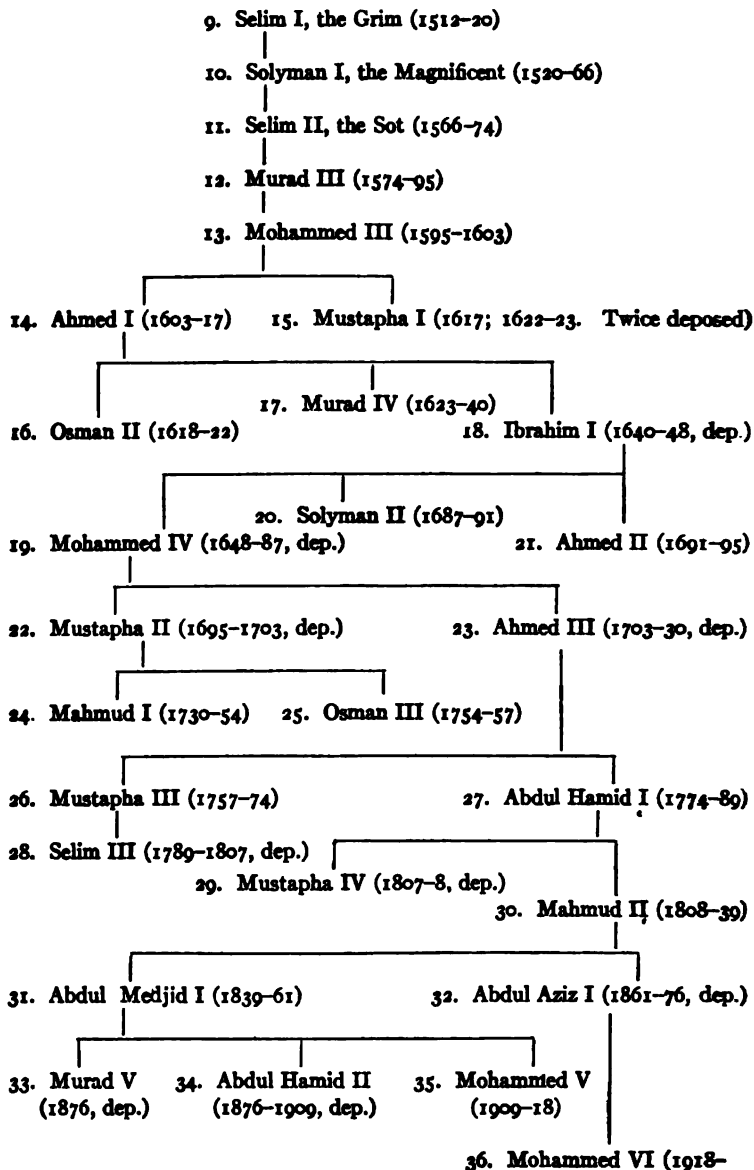 9. Selim I, the Grim (1512–20)
10. Solyman I, the Magnificent (1520–66)
11. Selim II, the Sot (1566–74)
12. Murad III (1574–95)
13. Mohammed III (1595–1603)
14. Ahmed I (1603–17) 15. Mustapha I (1617; 1622–23. Twice deposed)
17. Murad IV (1623–40)
16. Osman II (1618–22) 18. Ibrahim I (1640–48, dep.)
20. Solyman II (1687–91)
19. Mohammed IV (1648–87, dep.) 21. Ahmed II (1691–95)
22. Mustapha II (1695–1703, dep.) 23. Ahmed III (1703–30, dep.)
24. Mahmud I (1730–54) 25. Osman III (1754–57)
26. Mustapha III (1757–74) 27. Abdul Hamid I (1774–89)
28. Selim III (1789–1807, dep.)
29. Mustapha IV (1807–8, dep.)
30. Mahmud II (1808–39)
31. Abdul Medjid I (1839–61) 32. Abdul Aziz I (1861–76, dep.)
33. Murad V 34. Abdul Hamid II 35. Mohammed V
(1876, dep.) (1876–1909, dep.) (1909–18)
36. Mohammed VI (1918–